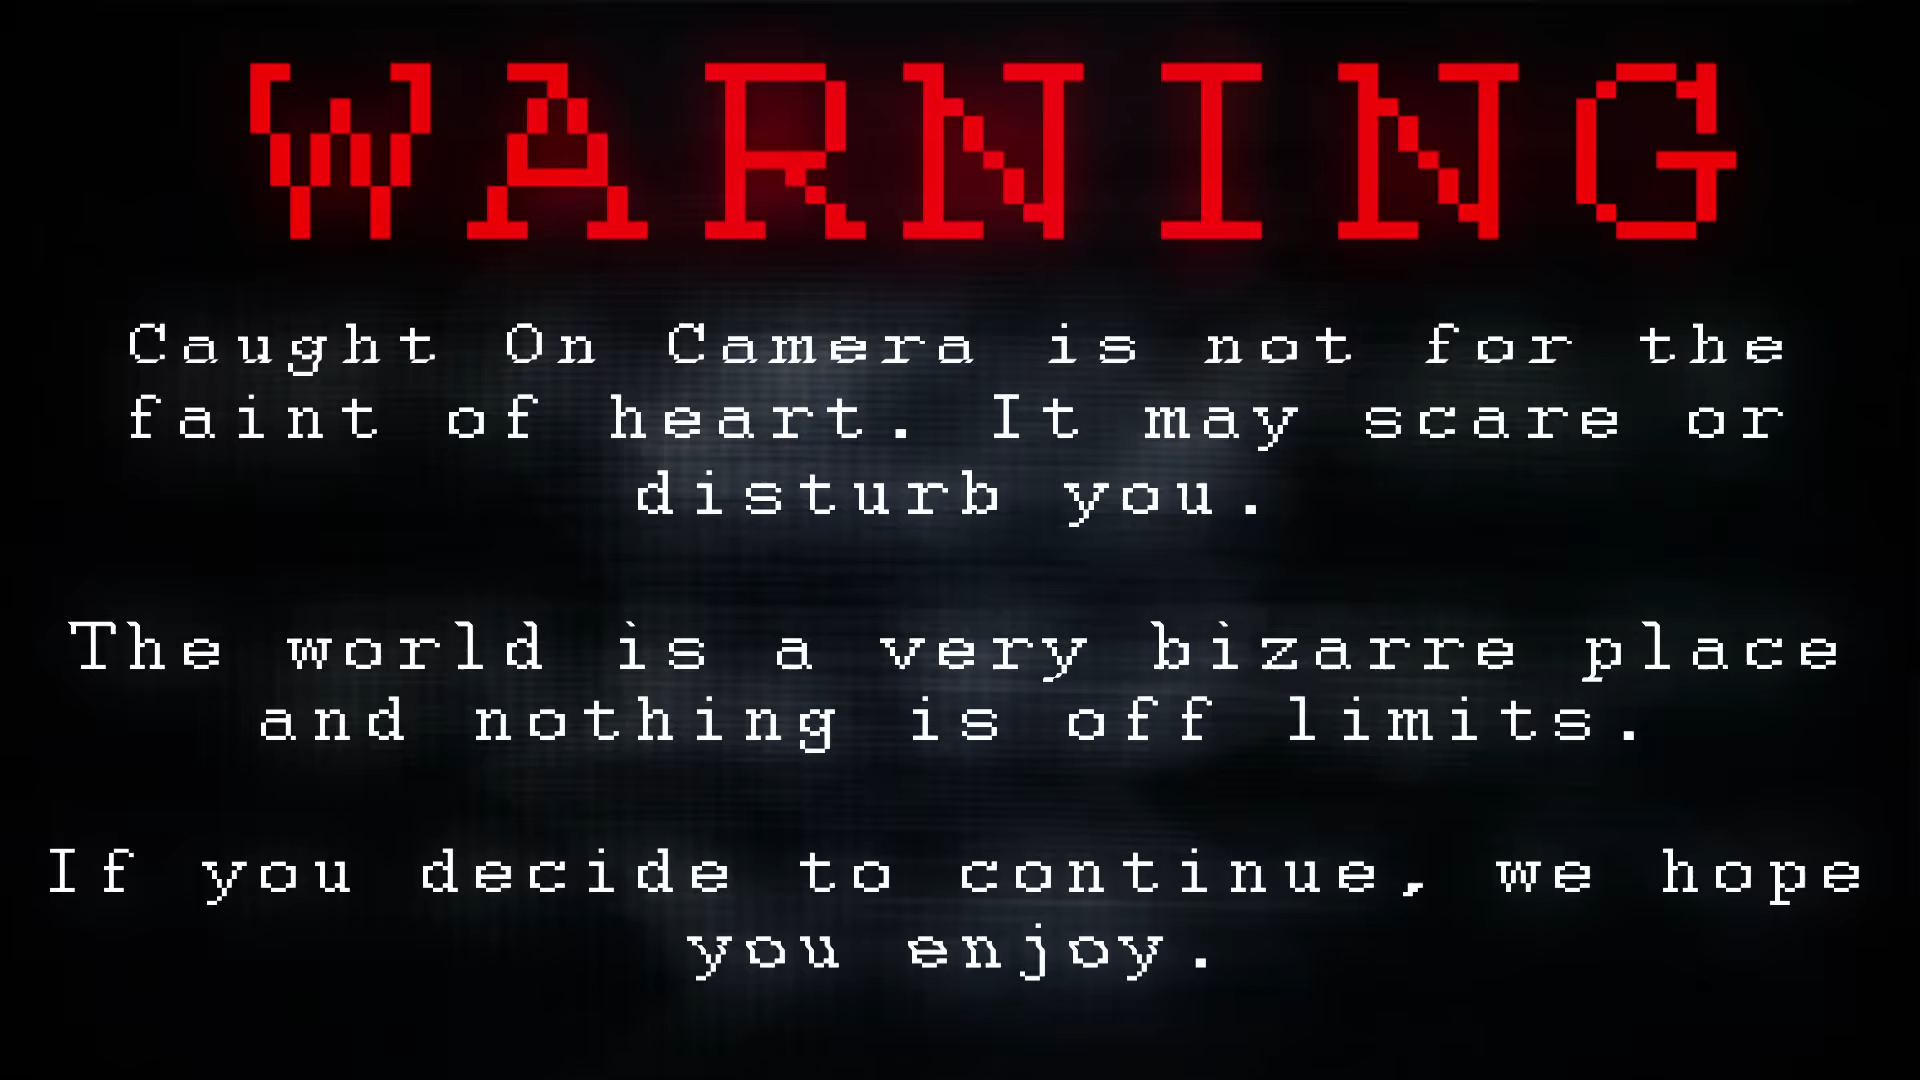 WARNING
Caught On Camera is not for the
faint of heart. It may scare or
disturb you.
The world is a very bizarre place
and nothing is off limits.
If you decide to continue, we hope
you enjoy.